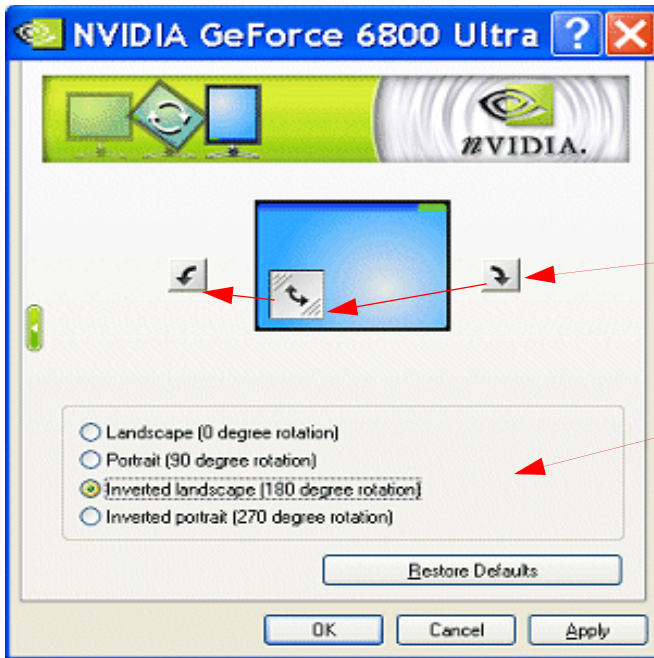 NVIDIA GeForce 6800 Ultra
nVIDIA.
Landscape (0 degree rotation)
Portrait (90 degree rotation)
Inverted landscape (180 degree rotation)
Inverted portrait (270 degree rotation)
Restore Defaults
OK
Cancel
Apply